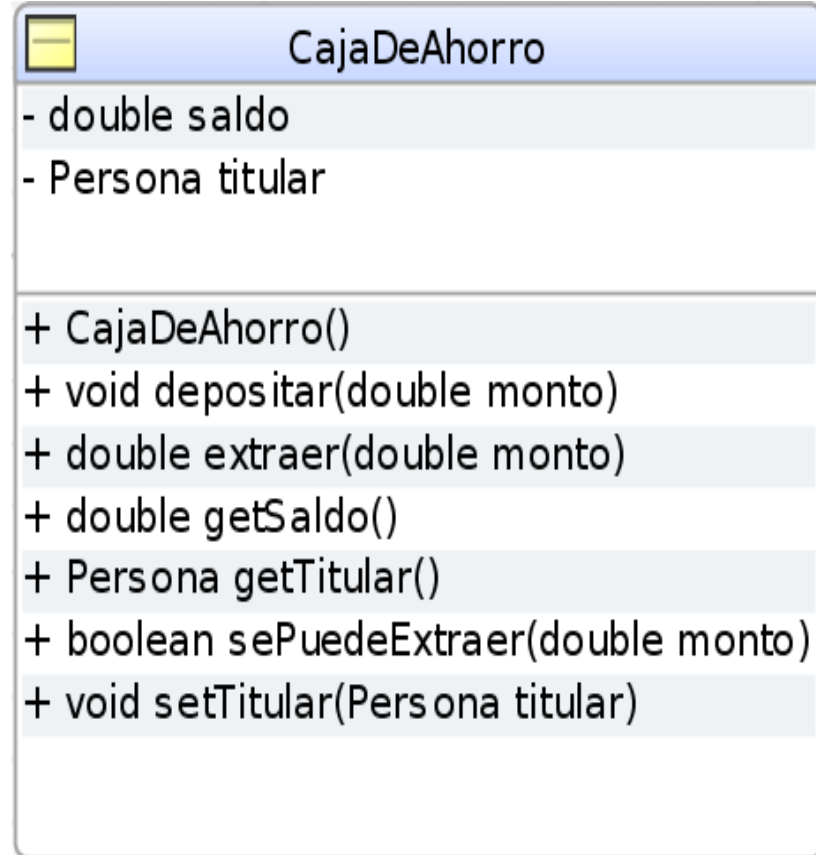 CajaDeAhorro
- double saldo
- Persona titular
+ CajaDeAhorro()
+ void depositar(double monto)
+ double extraer(double monto)
+ double getSaldo()
+ Persona getTitular()
+ boolean sePuedeExtraer(double monto)
+ void setTitular(Persona titular)